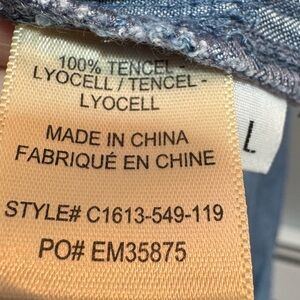 100% TENCEL -
LYOCELL / TENCEL -
LYOCELL
MADE IN CHINA
FABRIQUÉ EN CHINE
L
STYLE# C1613-549-119
PO# EM35875